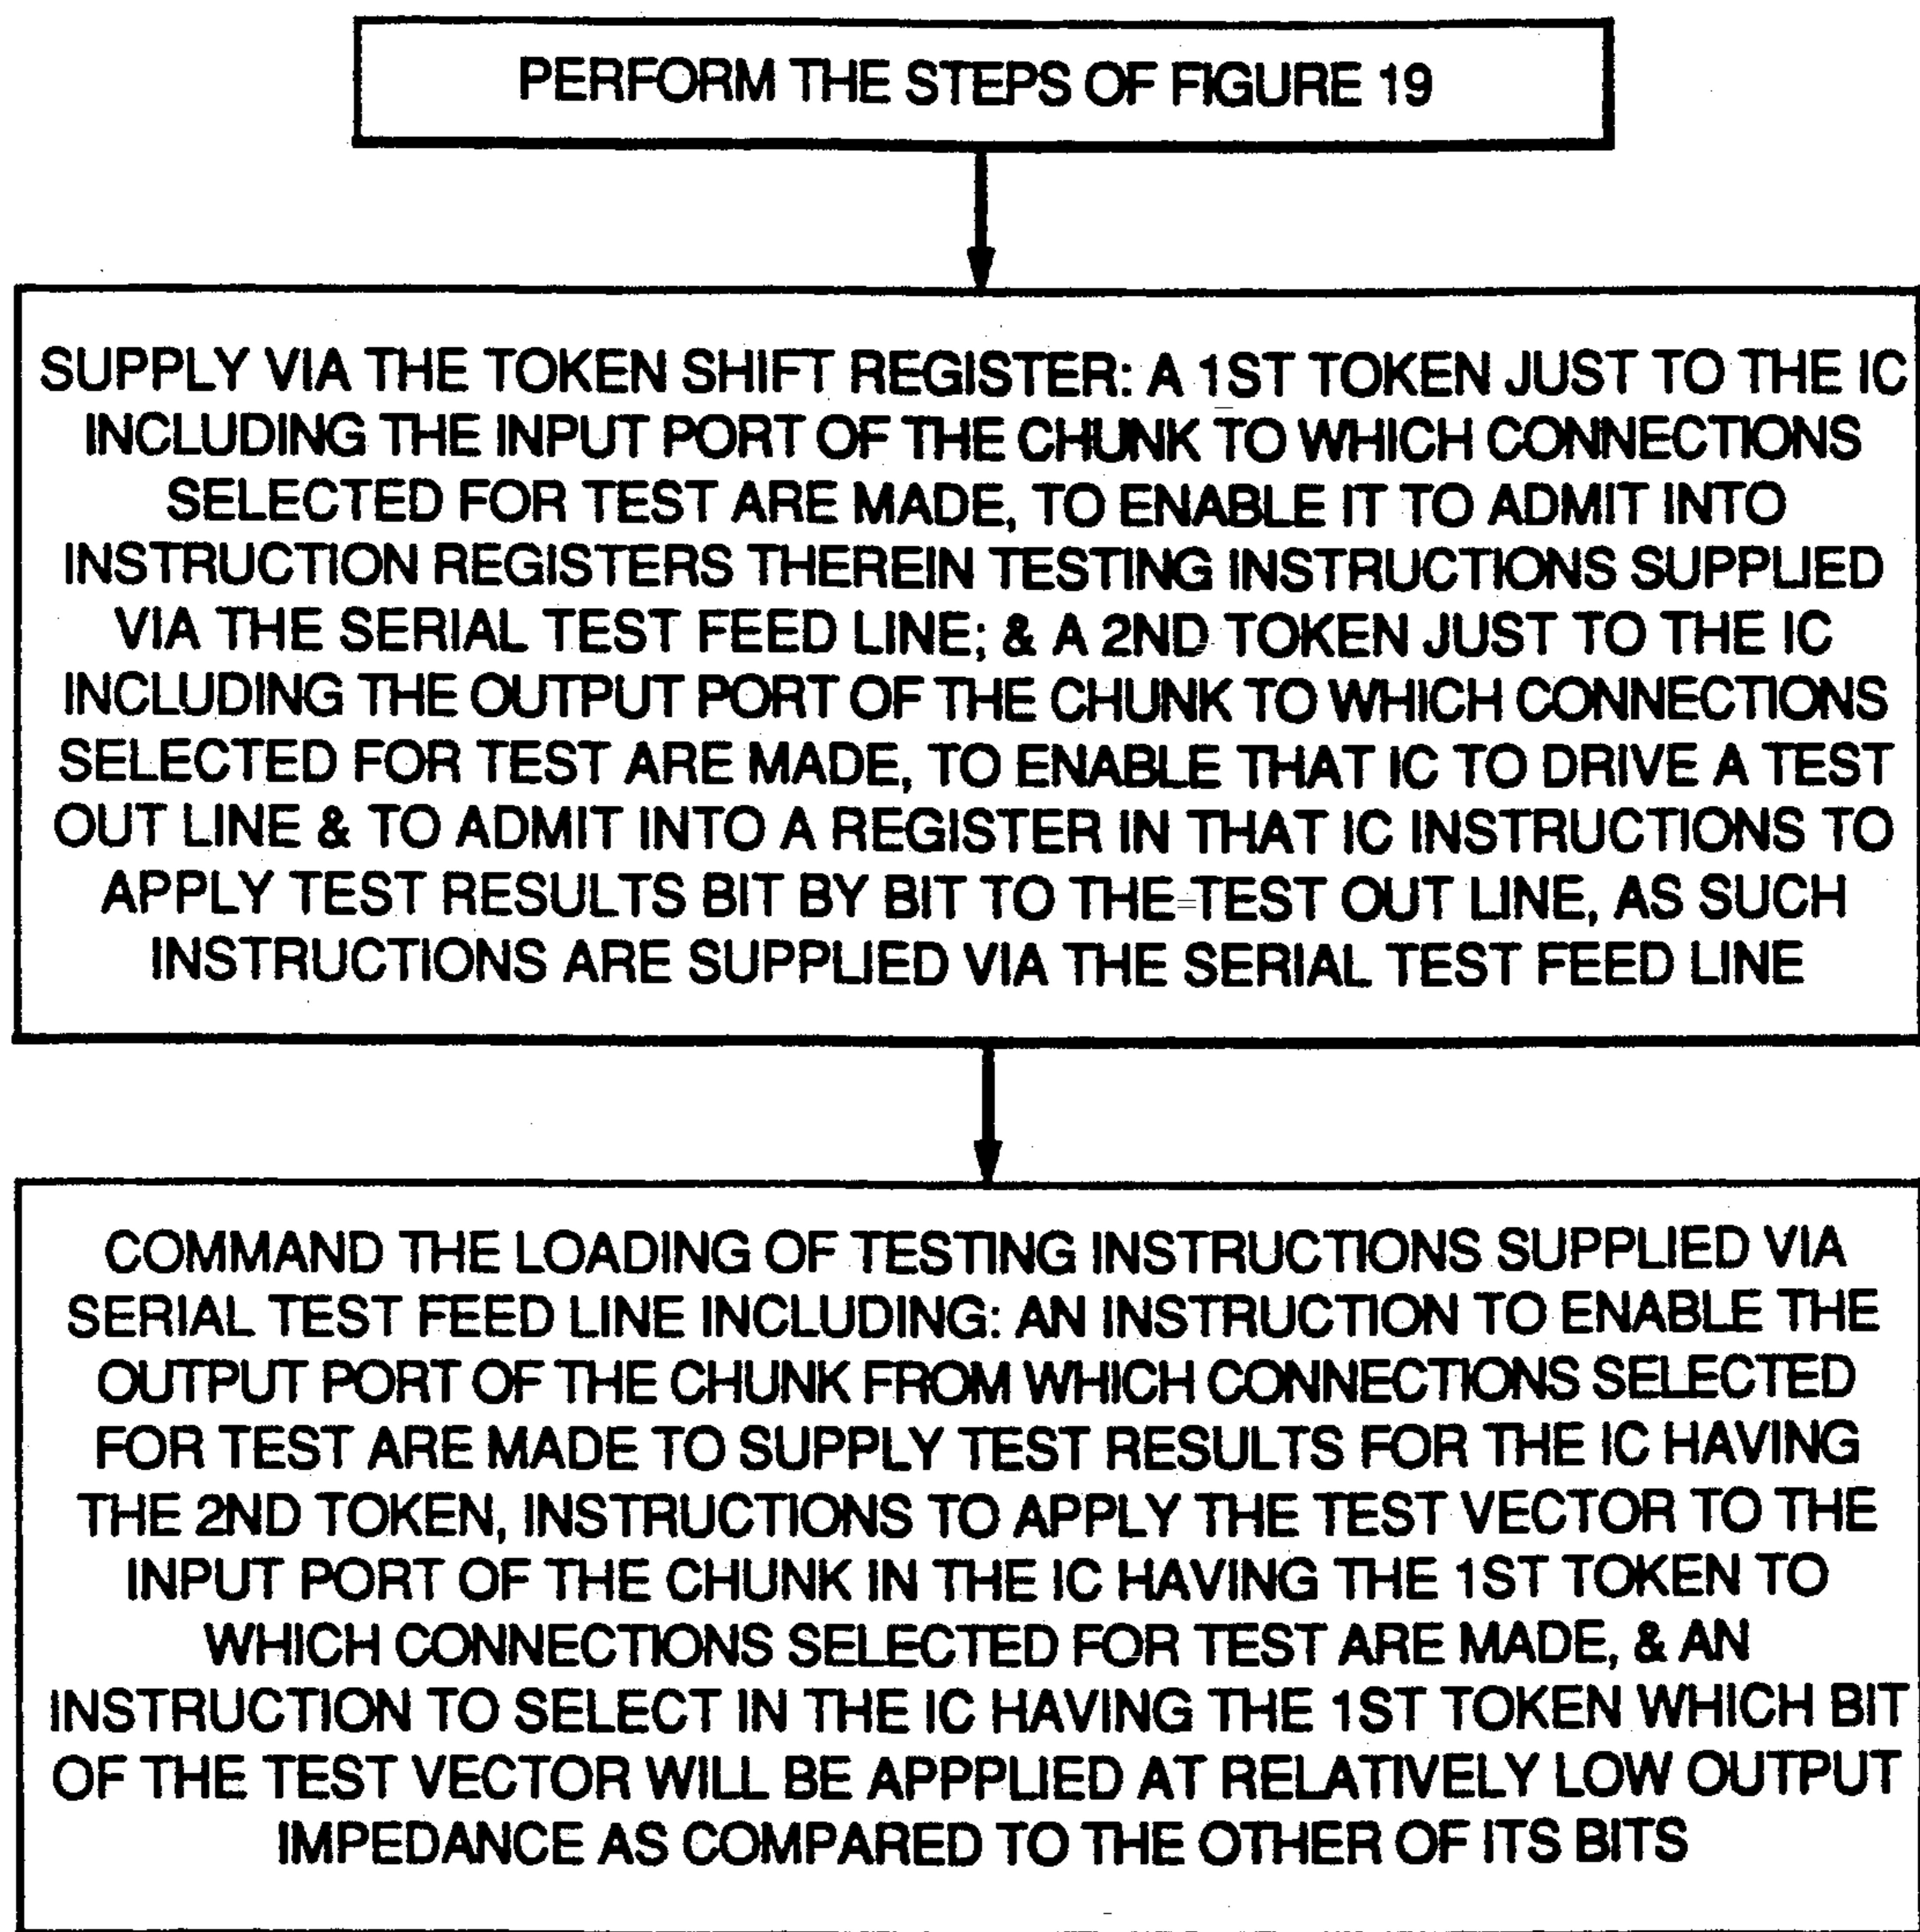 PERFORM THE STEPS OF FIGURE 19
SUPPLY VIA THE TOKEN SHIFT REGISTER: A 1ST TOKEN JUST TO THE IC
INCLUDING THE INPUT PORT OF THE CHUNK TO WHICH CONNECTIONS
SELECTED FOR TEST ARE MADE, TO ENABLE IT TO ADMIT INTO
INSTRUCTION REGISTERS THEREIN TESTING INSTRUCTIONS SUPPLIED
VIA THE SERIAL TEST FEED LINE; & A 2ND TOKEN JUST TO THE IC
INCLUDING THE OUTPUT PORT OF THE CHUNK TO WHICH CONNECTIONS
SELECTED FOR TEST ARE MADE, TO ENABLE THAT IC TO DRIVE A TEST
OUT LINE & TO ADMIT INTO A REGISTER IN THAT IC INSTRUCTIONS TO
APPLY TEST RESULTS BIT BY BIT TO THE TEST OUT LINE, AS SUCH
INSTRUCTIONS ARE SUPPLIED VIA THE SERIAL TEST FEED LINE
COMMAND THE LOADING OF TESTING INSTRUCTIONS SUPPLIED VIA
SERIAL TEST FEED LINE INCLUDING: AN INSTRUCTION TO ENABLE THE
OUTPUT PORT OF THE CHUNK FROM WHICH CONNECTIONS SELECTED
FOR TEST ARE MADE TO SUPPLY TEST RESULTS FOR THE IC HAVING
THE 2ND TOKEN, INSTRUCTIONS TO APPLY THE TEST VECTOR TO THE
INPUT PORT OF THE CHUNK IN THE IC HAVING THE 1ST TOKEN TO
WHICH CONNECTIONS SELECTED FOR TEST ARE MADE, & AN
INSTRUCTION TO SELECT IN THE IC HAVING THE 1ST TOKEN WHICH BIT
OF THE TEST VECTOR WILL BE APPPLIED AT RELATIVELY LOW OUTPUT
IMPEDANCE AS COMPARED TO THE OTHER OF ITS BITS